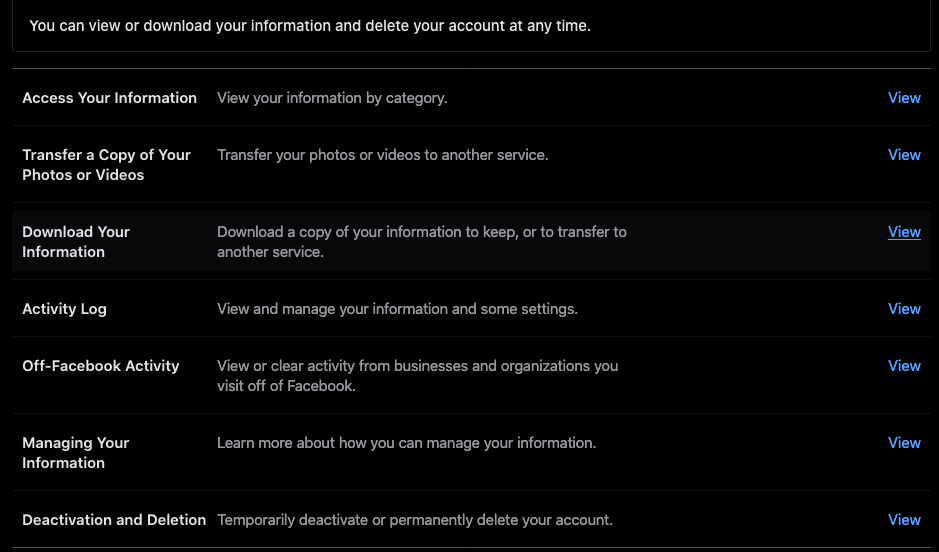 You can view or download your information and delete your account at any time.
Access Your Information View your information by category. View
Transfer a Copy of Your Photos or Videos
Transfer your photos or videos to another service. View
Download Your Information
Download a copy of your information to keep, or to transfer to
another service.
View
Activity Log View and manage your information and some settings. View
Off-Facebook Activity View or clear activity from businesses and organizations you
visit off of Facebook.
View
Managing Your
Information
Learn more about how you can manage your information. View
Deactivation and Deletion Temporarily deactivate or permanently delete your account. View